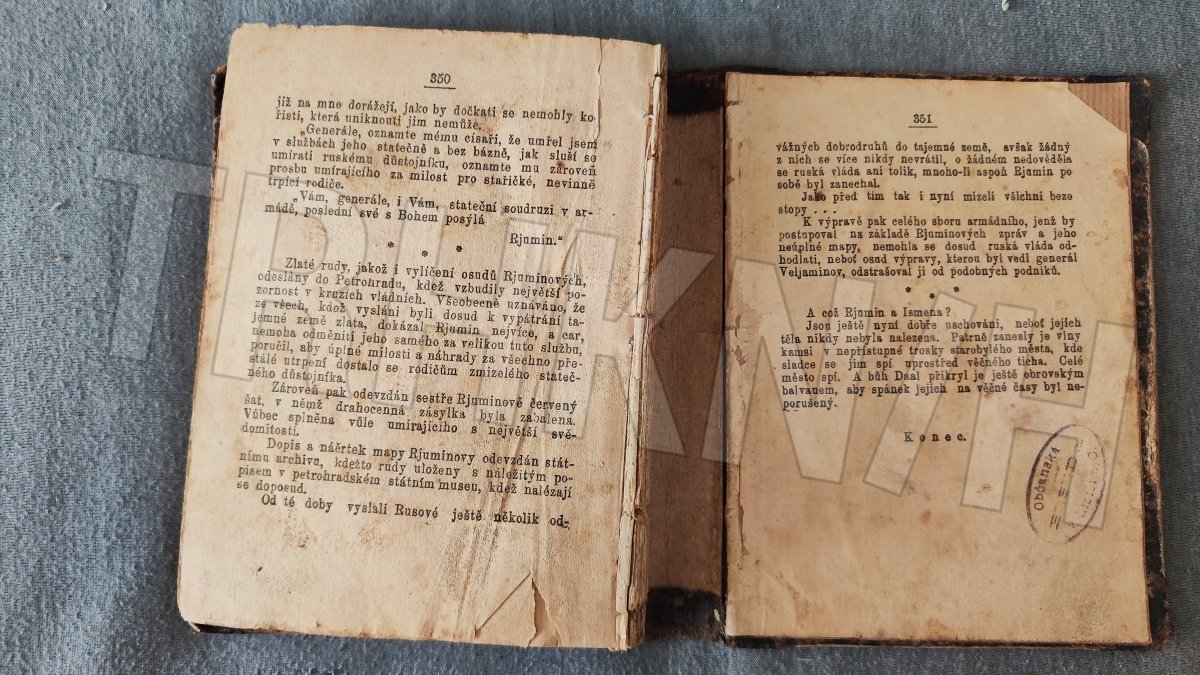 350
již na mne dorážejí, jako by dočkati se nemohly ko-
řisti, která uniknouti jim nemůže.
„Generále, oznamte mému císaři, že umřel jsem
v službách jeho statečně a bez bázně, jak sluší se
umírati ruskému důstojníku, oznamte mu zároveň
prosbu umírajícího za milost pro staříčké, nevinně
trpící rodiče.
„Vám, generále, i Vám, stateční soudruzi v ar-
mádě, poslední své s Bohem posýlá
Rjumin.“
* * *
Zlaté rudy, jakož i vylíčení osudů Rjuminových,
odeslány do Petrohradu, kdež vzbudily největší po-
zornost v kruzích vládních. Všeobecně uznáváno, že
ze všech, kdož vysláni byli dosud k vypátrání ta-
jemné země zlata, dokázal Rjumin nejvíce, a car,
nemoha odměniti jeho samého za velikou tuto službu,
poručil, aby úplné milosti a náhrady za všechno pře-
stálé utrpení dostalo se rodičům zmizelého stateč-
ného důstojníka.
Zároveň pak odevzdán sestře Rjuminově červený
šat, v němž drahocenná zásylka byla zabalena.
Vůbec splněna vůle umírajícího s největší svě-
domitostí.
Dopis a náčrtek mapy Rjuminovy odevzdán stát-
nímu archivu, kdežto rudy uloženy s náležitým po-
pisem v petrohradském státním museu, kdež nalézají
se doposud.
Od té doby vyslali Rusové ještě několik od-
351
vážných dobrodruhů do tajemné země, avšak žádný
z nich se více nikdy nevrátil, o žádném nedověděla
se ruská vláda ani tolik, mnoho-li aspoň Rjumin po
sobě byl zanechal.
Jako před tím tak i nyní mizeli všichni beze
stopy . . .
K výpravě pak celého sboru armádního, jenž by
postupoval na základě Rjuminových zpráv a jeho
neúplné mapy, nemohla se dosud ruská vláda od-
hodlati, neboť osud výpravy, kterou byl vedl generál
Veljaminov, odstrašoval ji od podobných podniků.
* * *
A což Rjumin a Ismena?
Jsou ještě nyní dobře uachováni, neboť jejich
těla nikdy nebyla nalezena. Patrně zanesly je vlny
kamsi v nepřístupné trosky starobylého města, kde
sladce se jim spí uprostřed věčného ticha. Celé
město spí. A bůh Daal přikryl je ještě obrovským
balvanem, aby spánek jejich na věčné časy byl ne-
porušený.
Konec.
Občanská